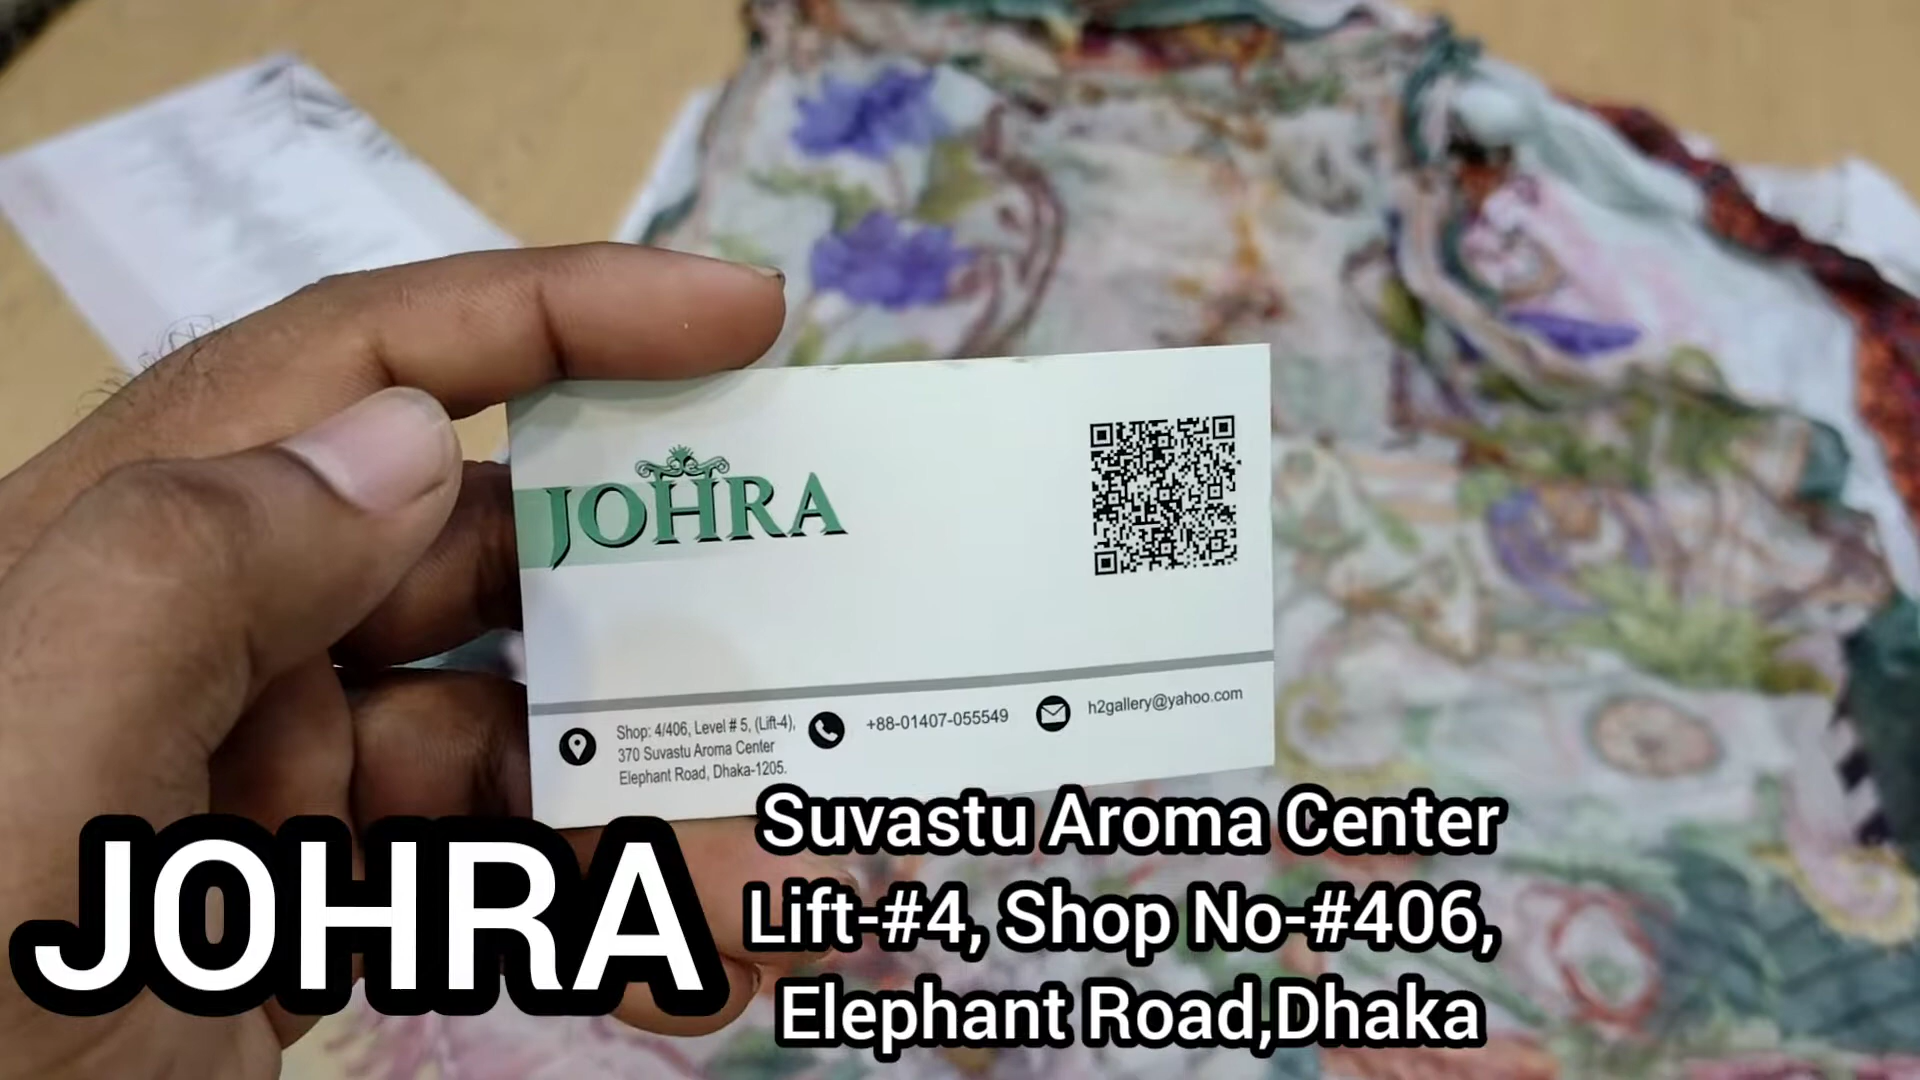 JOHRA
Shop: 4/406, Level # 5, (Lift-4),
370 Suvastu Aroma Center
Elephant Road, Dhaka-1205.
+88-01407-055549
h2gallery@yahoo.com
JOHRA
Suvastu Aroma Center
Lift-#4, Shop No-#406,
Elephant Road,Dhaka